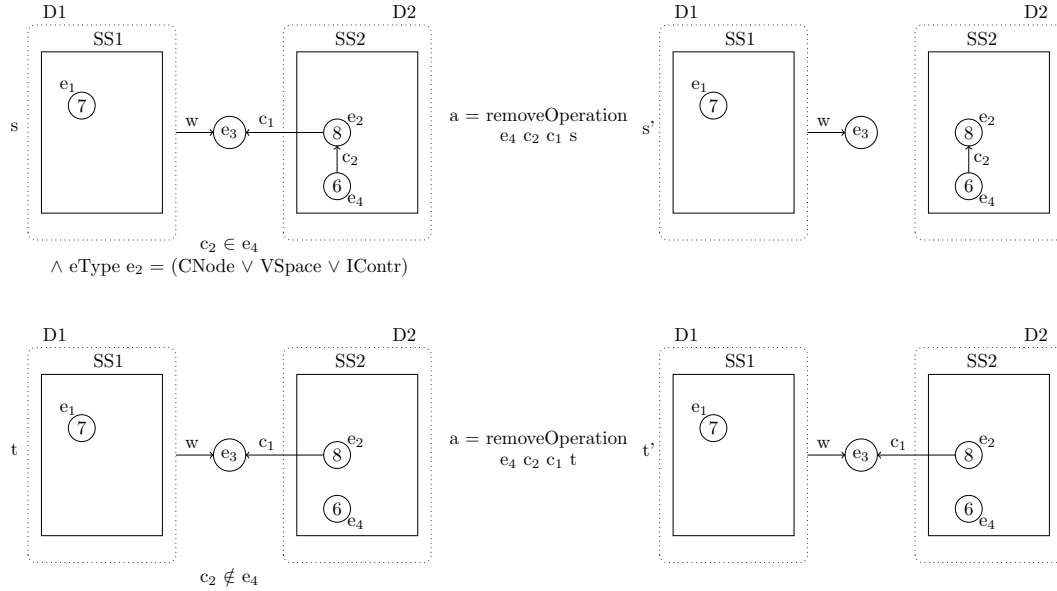 D1 D2 D1 D2
SS1 SS2 SS1 SS2
e1 e1
7 7
s w e3 c1 8 e2 a = removeOperation s' w e3 8 e2
e4 c2 c1 s
c2 c2
6 6
e4 e4
c2 ∈ e4
∧ eType e2 = (CNode ∨ VSpace ∨ IContr)
D1 D2 D1 D2
SS1 SS2 SS1 SS2
e1 e1
7 7
t w e3 c1 8 e2 a = removeOperation t' w e3 c1 8 e2
e4 c2 c1 t
6 6
e4 e4
c2 ∉ e4